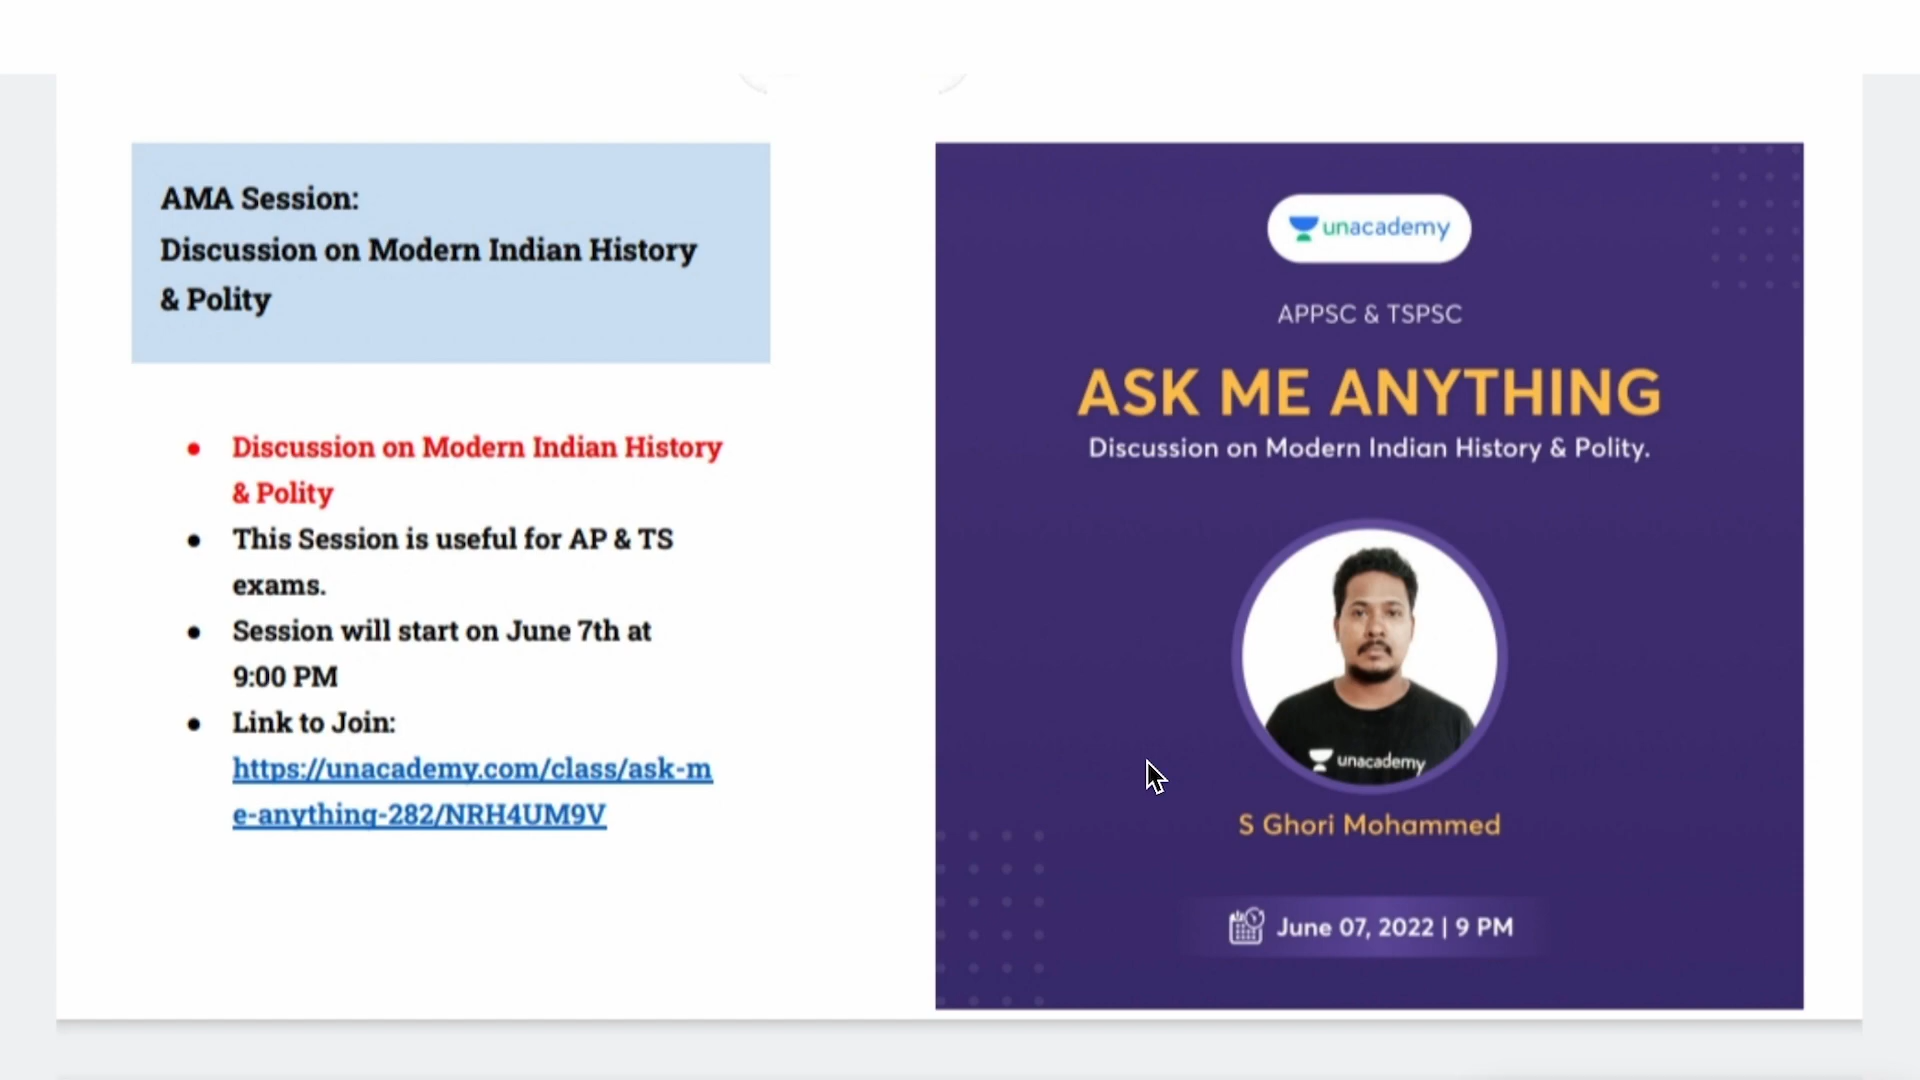 AMA Session:
Discussion on Modern Indian History
& Polity
Discussion on Modern Indian History
& Polity
This Session is useful for AP & TS
exams.
Session will start on June 7th at
9:00 PM
Link to Join:
https://unacademy.com/class/ask-m
e-anything-282/NRH4UM9V
unacademy
APPSC & TSPSC
ASK ME ANYTHING
Discussion on Modern Indian History & Polity.
unacademy
S Ghori Mohammed
June 07, 2022 | 9 PM